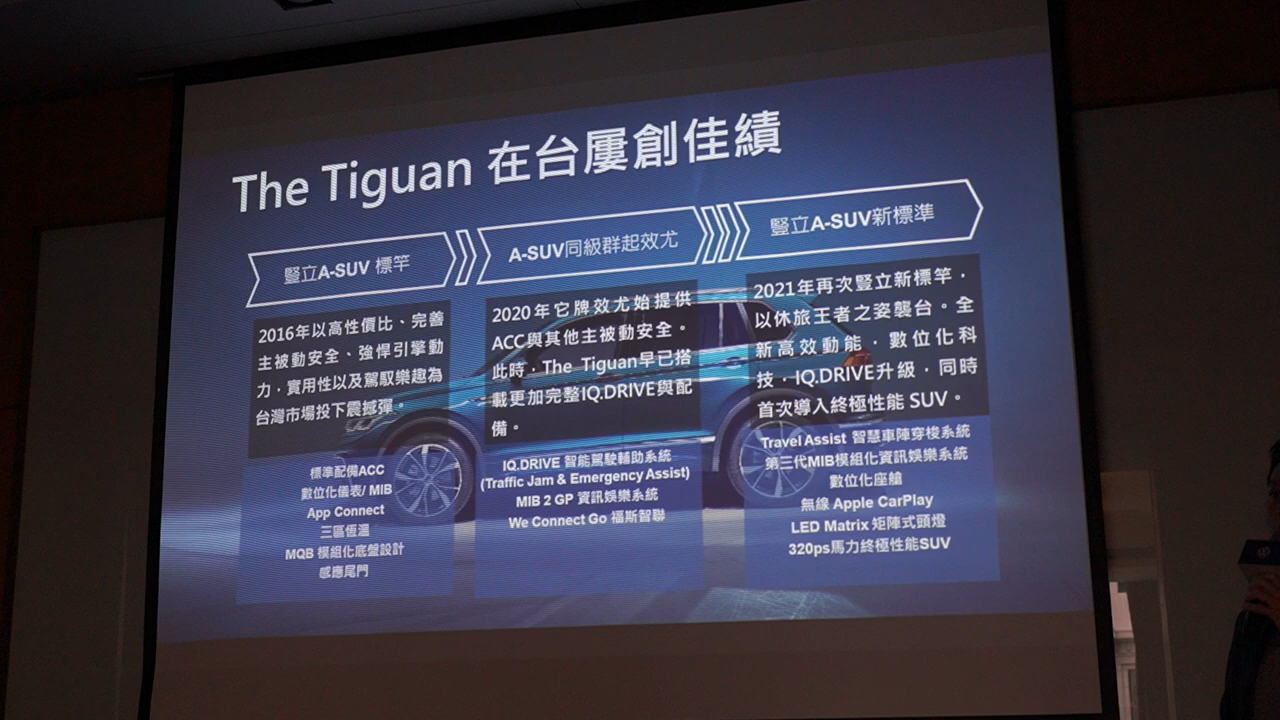 The Tiguan 在台屢創佳績
豎立A-SUV 標竿
A-SUV同級群起效尤
豎立A-SUV新標準
2016年以高性價比、完善
主被動安全、強悍引擎動
力，實用性以及駕馭樂趣為
台灣市場投下震撼彈。
2020年它牌效尤始提供
ACC與其他主被動安全。
此時，The Tiguan早已搭
載更加完整IQ.DRIVE與配
備。
2021年再次豎立新標竿，
以休旅王者之姿襲台。全
新高效動能，數位化科
技，IQ.DRIVE升級，同時
首次導入終極性能 SUV。
標準配備ACC
數位化儀表/ MIB
App Connect
三區恆溫
MQB 模組化底盤設計
感應尾門
IQ.DRIVE 智能駕駛輔助系統
(Traffic Jam & Emergency Assist)
MIB 2 GP 資訊娛樂系統
We Connect Go 福斯智聯
Travel Assist 智慧車陣穿梭系統
第三代MIB模組化資訊娛樂系統
數位化座艙
無線 Apple CarPlay
LED Matrix 矩陣式頭燈
320ps馬力終極性能SUV